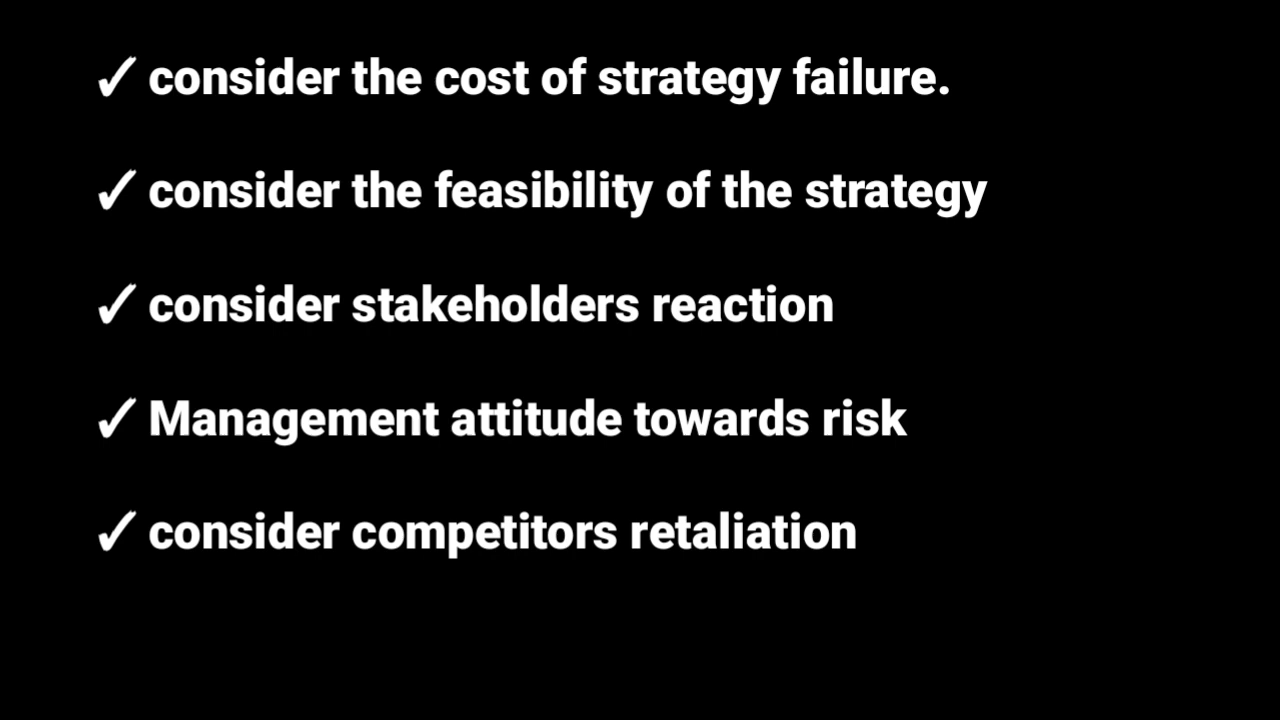 ✓ consider the cost of strategy failure.
✓ consider the feasibility of the strategy
✓ consider stakeholders reaction
✓ Management attitude towards risk
✓ consider competitors retaliation